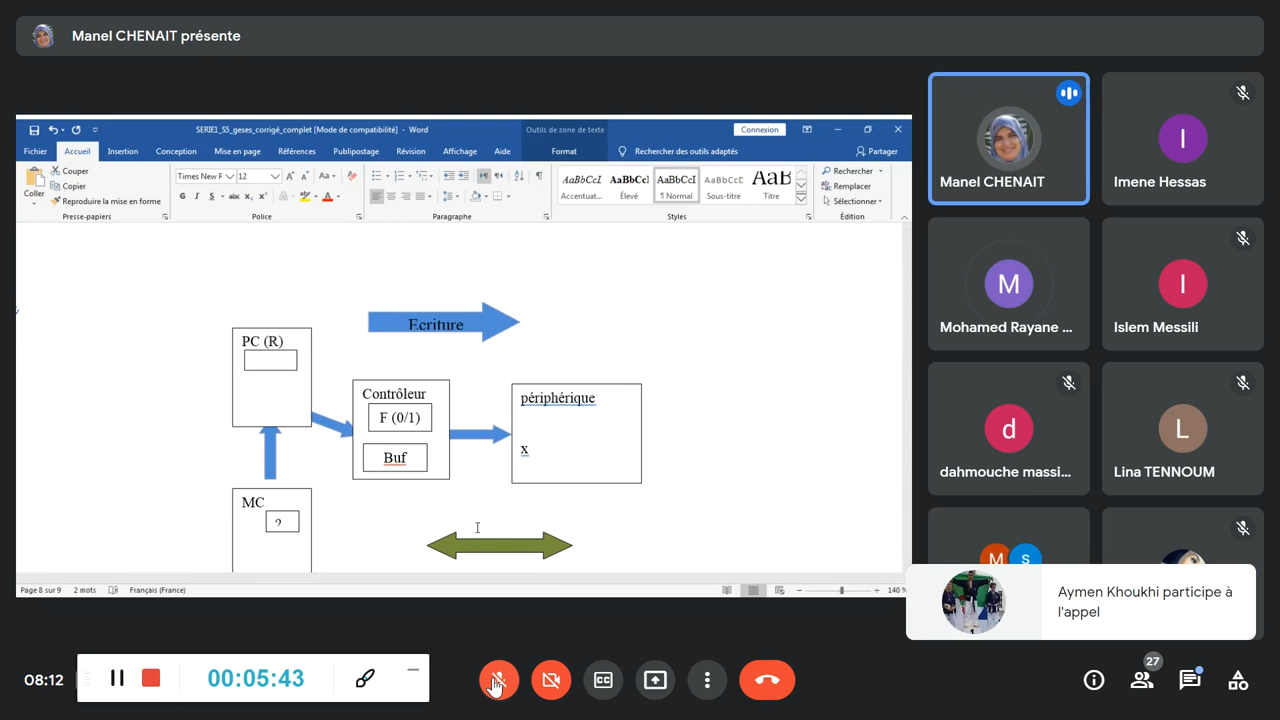 Manel CHENAIT présente
SERIE1_S5_geses_corrigé_complet [Mode de compatibilité] - Word
Outils de zone de texte
Connexion
Fichier Accueil Insertion Conception Mise en page Références Publipostage Révision Affichage Aide Format Rechercher des outils adaptés Partager
Coller
Couper
Copier
Reproduire la mise en forme
Presse-papiers
Times New F 12
Police
Paragraphe
AaBbCcI AaBbCc AaBbCcI AaBbCcD AaB
Accentuat... Élevé ¶ Normal Sous-titre Titre
Styles
Rechercher
Remplacer
Sélectionner
Édition
Ecriture
PC (R)
Contrôleur
F (0/1)
Buf
périphérique
x
MC
?
Page 8 sur 9 2 mots Français (France) 140 %
Manel CHENAIT
Imene Hessas
M
Mohamed Rayane ...
I
Islem Messili
d
dahmouche massi...
L
Lina TENNOUM
M s
I
Aymen Khoukhi participe à
l'appel
08:12
00:05:43
27